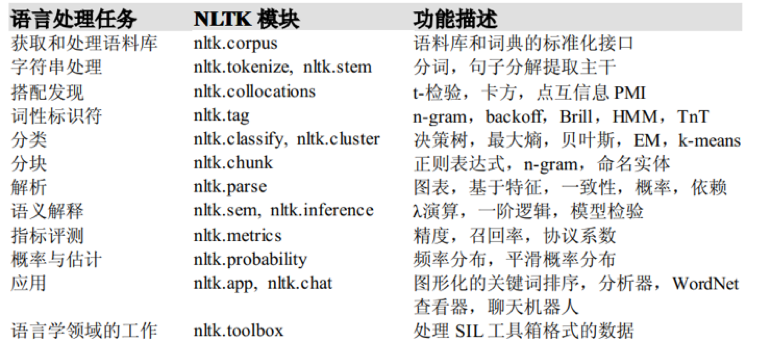 语言处理任务 NLTK 模块 功能描述
获取和处理语料库 nltk.corpus 语料库和词典的标准化接口
字符串处理 nltk.tokenize, nltk.stem 分词，句子分解提取主干
搭配发现 nltk.collocations t-检验，卡方，点互信息 PMI
词性标识符 nltk.tag n-gram，backoff，Brill，HMM，TnT
分类 nltk.classify, nltk.cluster 决策树，最大熵，贝叶斯，EM，k-means
分块 nltk.chunk 正则表达式，n-gram，命名实体
解析 nltk.parse 图表，基于特征，一致性，概率，依赖
语义解释 nltk.sem, nltk.inference λ演算，一阶逻辑，模型检验
指标评测 nltk.metrics 精度，召回率，协议系数
概率与估计 nltk.probability 频率分布，平滑概率分布
应用 nltk.app, nltk.chat 图形化的关键词排序，分析器，WordNet
查看器，聊天机器人
语言学领域的工作 nltk.toolbox 处理 SIL 工具箱格式的数据